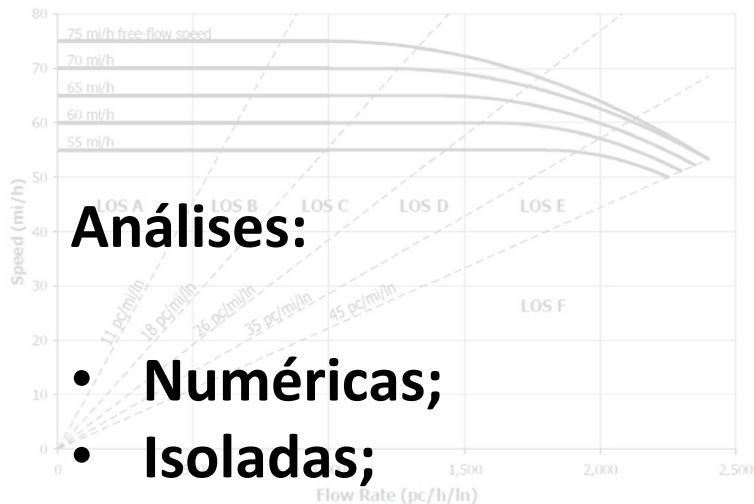 80
75 mi/h free-flow speed
70
70 mi/h
65 mi/h
60
60 mi/h
55 mi/h
50
Speed (mi/h)
LOS A LOS B LOS C LOS D LOS E
Análises:
40
30
11 pc/mi/ln 18 pc/mi/ln 26 pc/mi/ln 35 pc/mi/ln 45 pc/mi/ln
LOS F
20
• Numéricas;
10
0
• Isoladas;
0 1,500 2,000 2,500
Flow Rate (pc/h/ln)